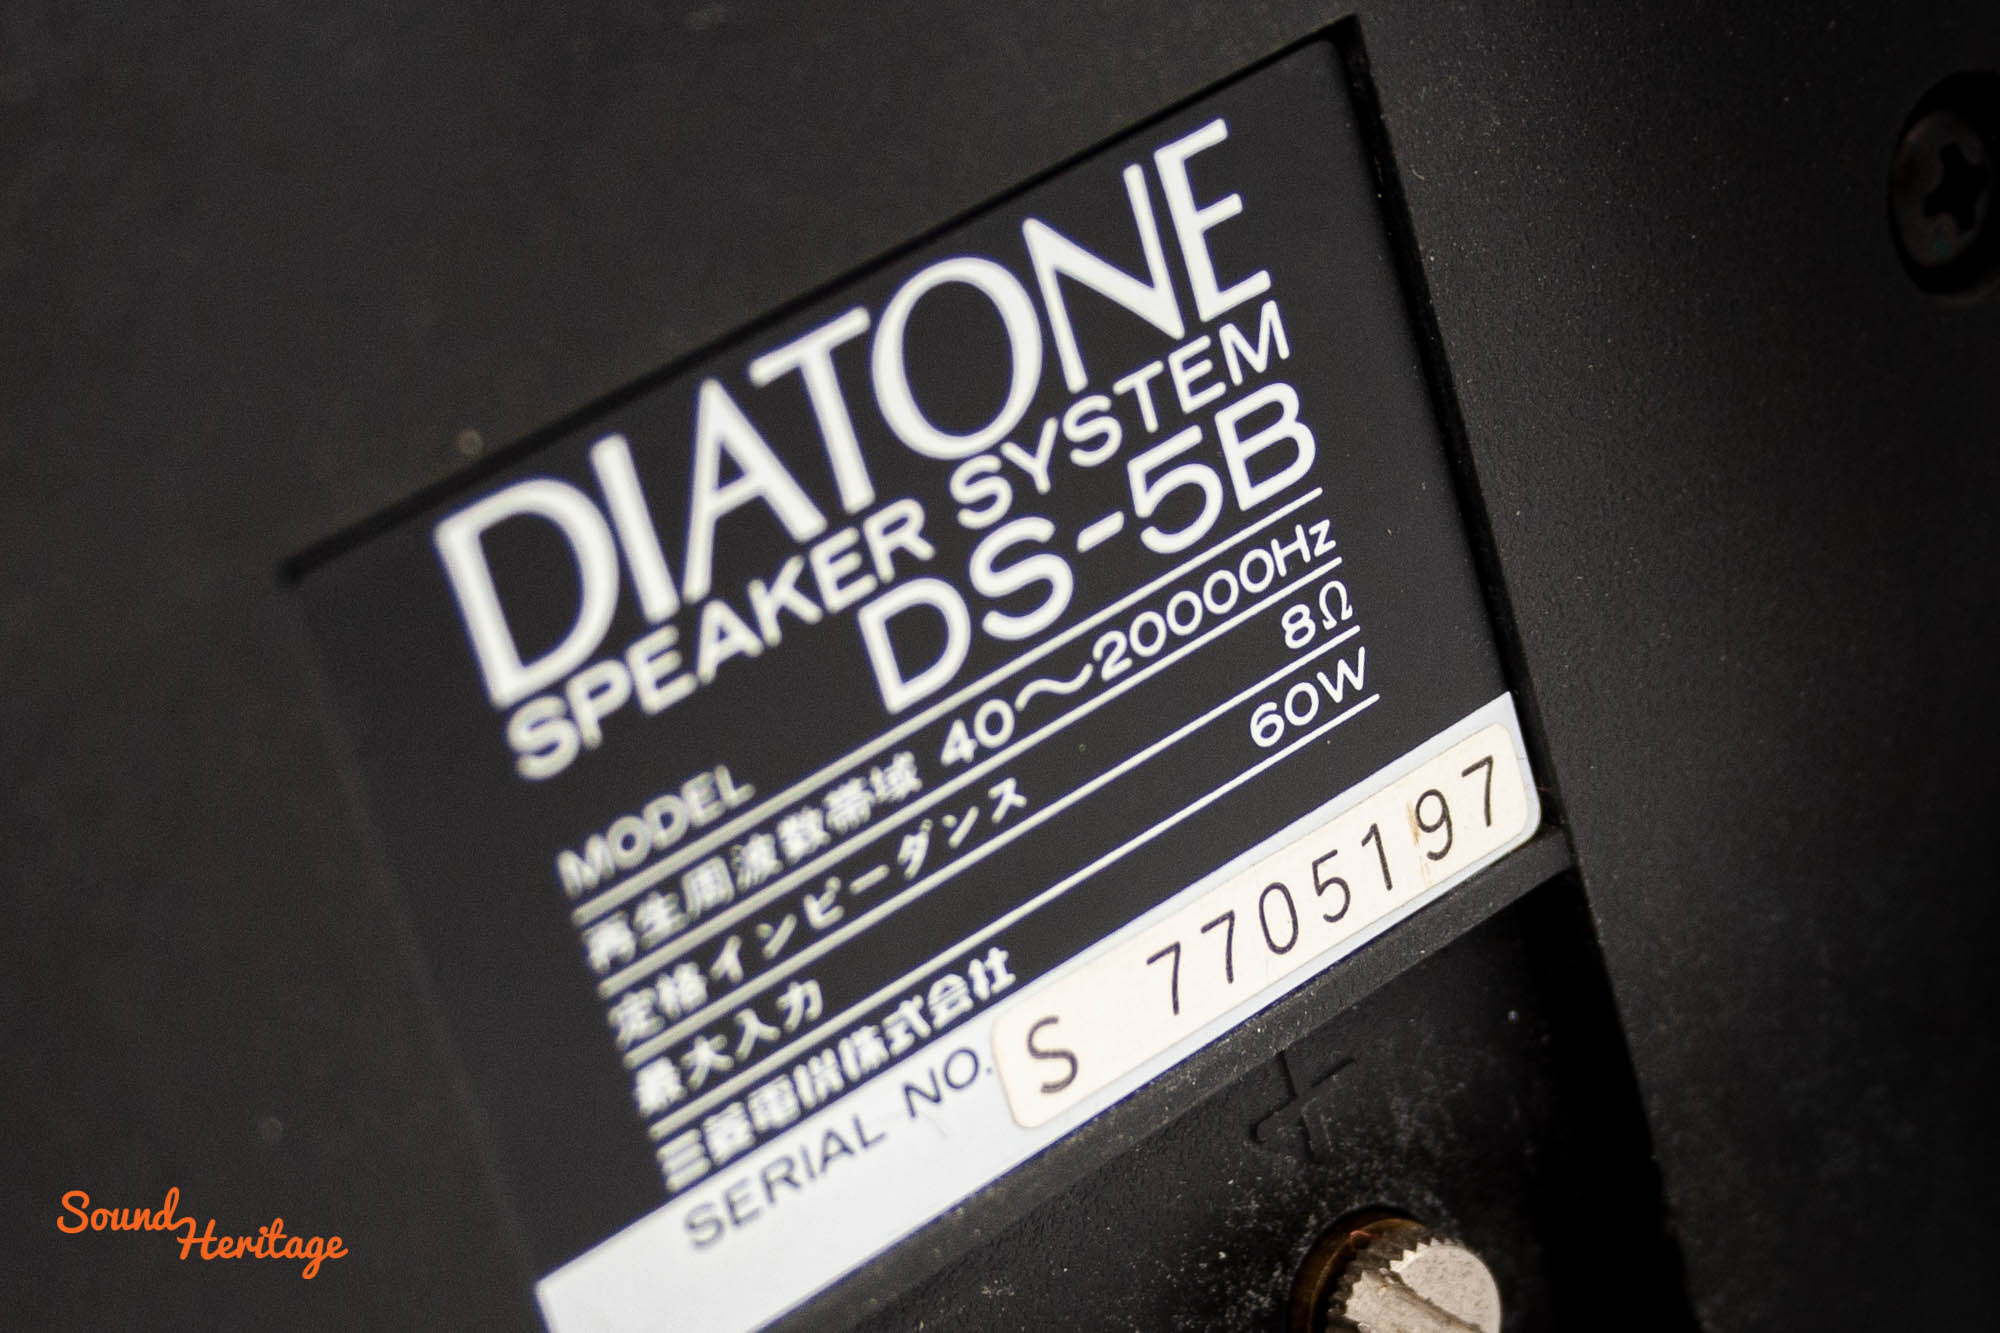 DIATONE
SPEAKER SYSTEM
MODEL DS-5B
再生周波数帯域 40〜20000Hz
定格インピーダンス 8Ω
最大入力 60W
三菱電機株式会社
SERIAL NO. S 7705197
Sound
Heritage